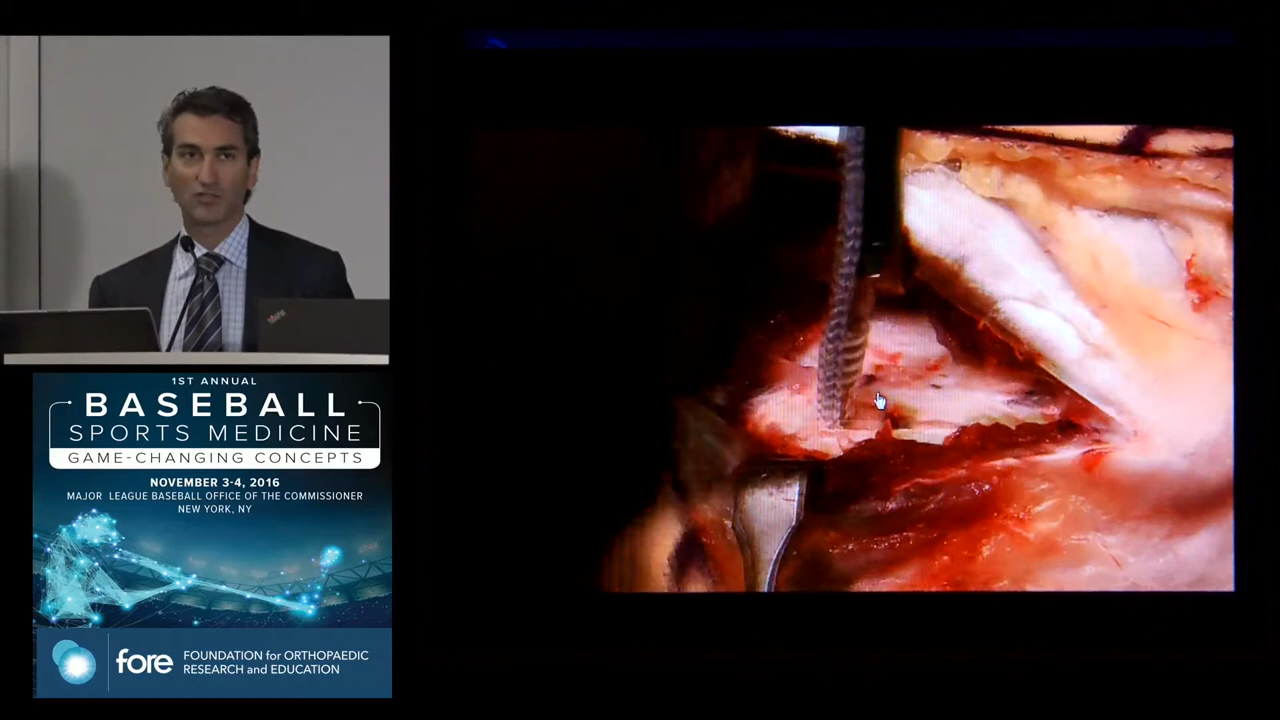 1ST ANNUAL
BASEBALL
SPORTS MEDICINE
GAME-CHANGING CONCEPTS
NOVEMBER 3-4, 2016
MAJOR LEAGUE BASEBALL OFFICE OF THE COMMISSIONER
NEW YORK, NY
fore
FOUNDATION for ORTHOPAEDIC
RESEARCH and EDUCATION